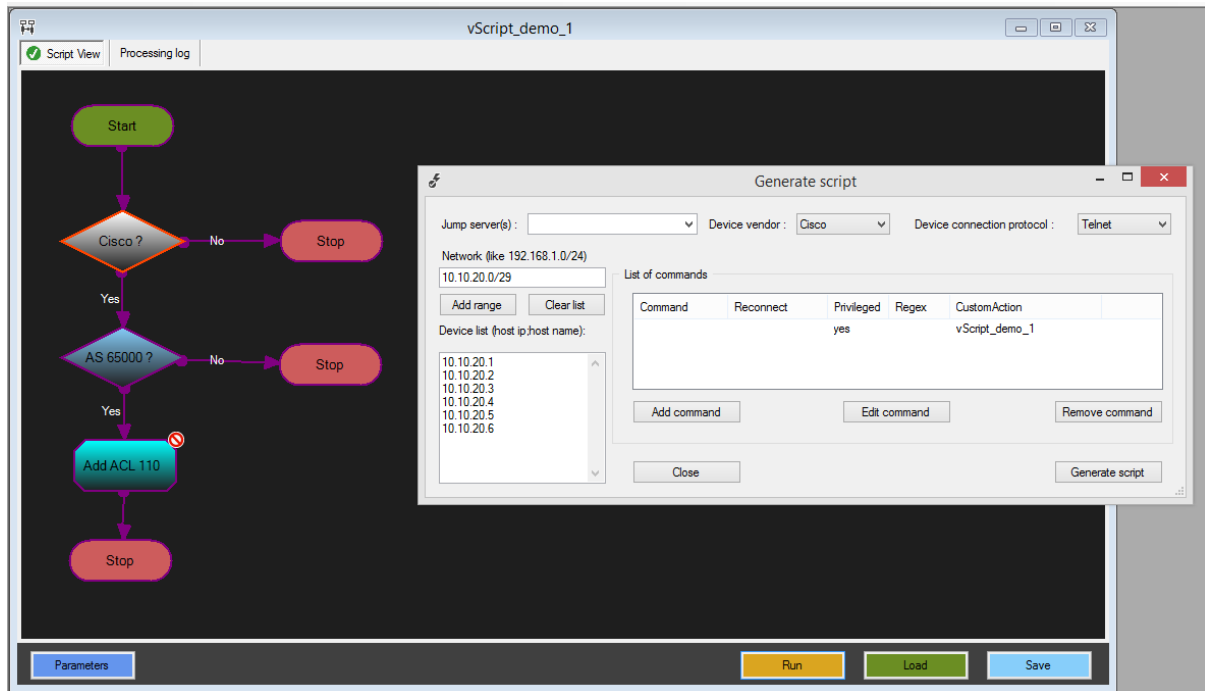 vScript_demo_1
Script View Processing log
Start
Cisco ?
No
Stop
Yes
AS 65000 ?
No
Stop
Yes
Add ACL 110
Stop
Parameters
Run
Load
Save
Generate script
Jump server(s) :
Device vendor : Cisco
Device connection protocol : Telnet
Network (like 192.168.1.0/24)
10.10.20.0/29
Add range Clear list
Device list (host ip;host name):
10.10.20.1
10.10.20.2
10.10.20.3
10.10.20.4
10.10.20.5
10.10.20.6
List of commands
Command Reconnect Privileged Regex CustomAction
yes vScript_demo_1
Add command Edit command Remove command
Close Generate script